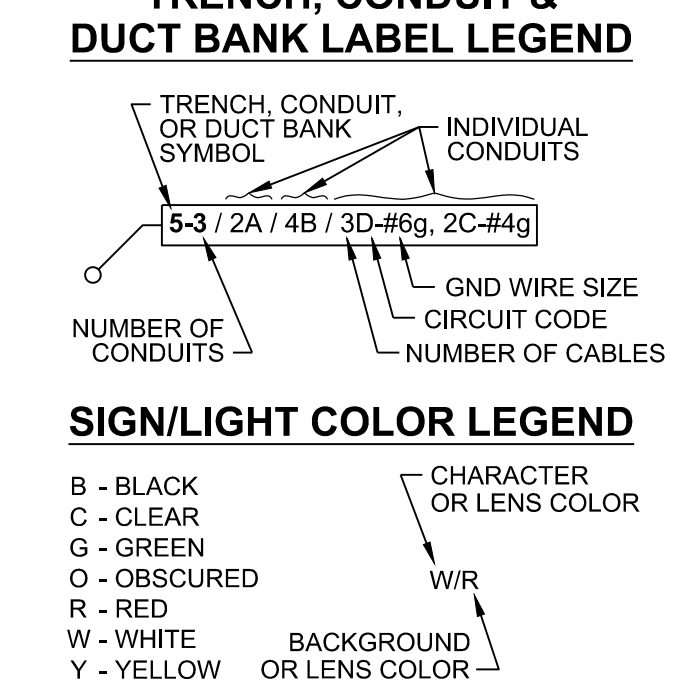 TRENCH, CONDUIT &
DUCT BANK LABEL LEGEND
TRENCH, CONDUIT,
OR DUCT BANK
SYMBOL
INDIVIDUAL
CONDUITS
5-3 / 2A / 4B / 3D-#6g, 2C-#4g
GND WIRE SIZE
CIRCUIT CODE
NUMBER OF CABLES
NUMBER OF
CONDUITS
SIGN/LIGHT COLOR LEGEND
B - BLACK
C - CLEAR
G - GREEN
O - OBSCURED
R - RED
W - WHITE
Y - YELLOW
CHARACTER
OR LENS COLOR
W/R
BACKGROUND
OR LENS COLOR